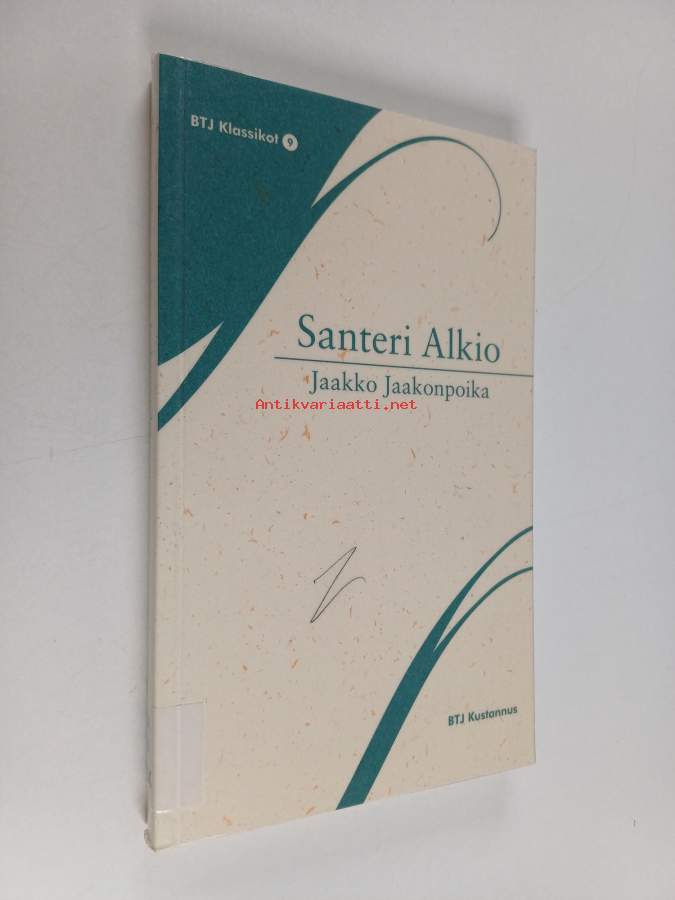 BTJ Klassikot 9
Santeri Alkio
Jaakko Jaakonpoika
Antikvariaatti.net
BTJ Kustannus